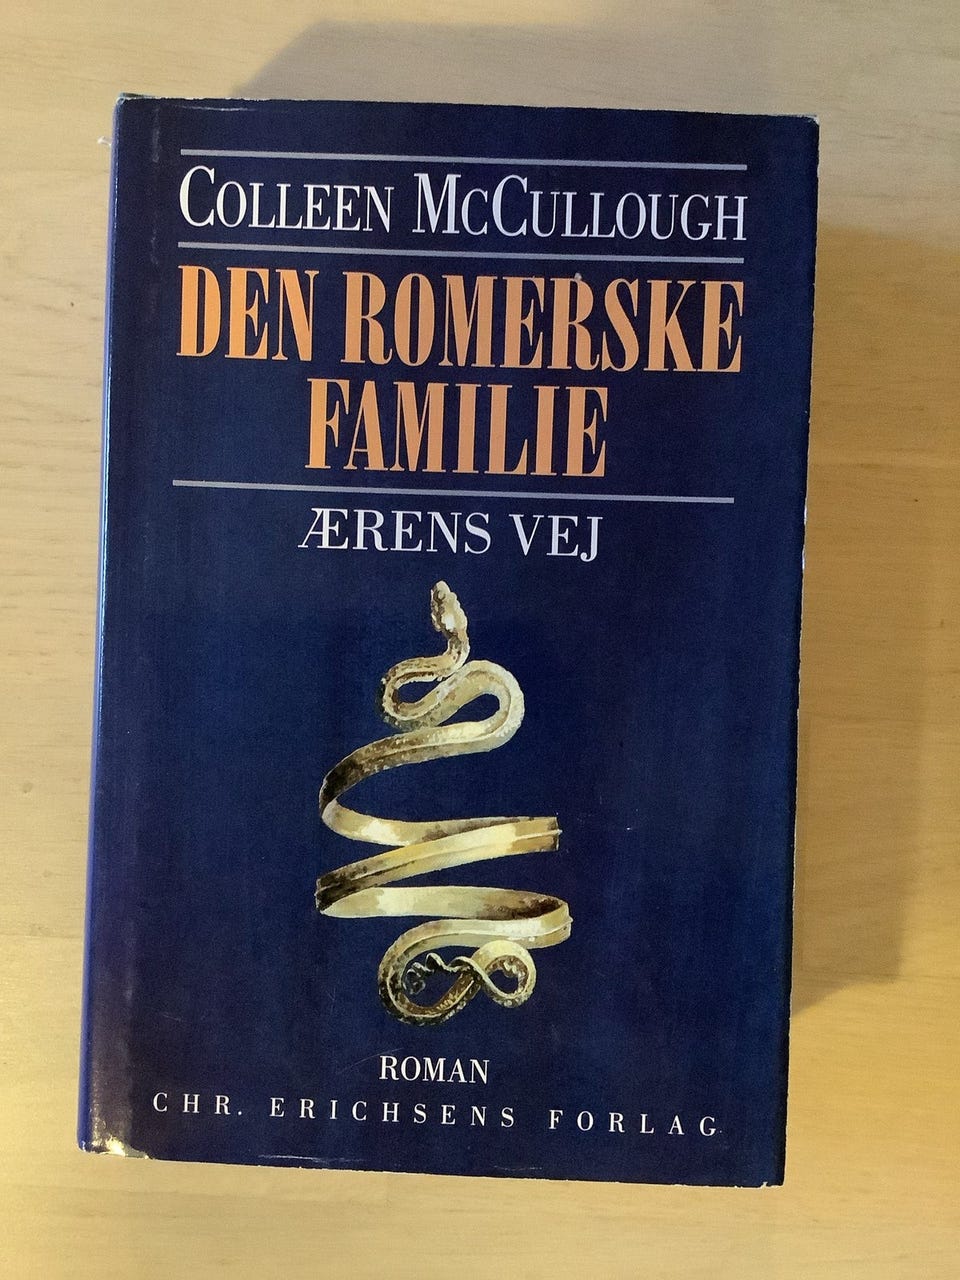 COLLEEN MCCULLOUGH
DEN ROMERSKE
FAMILIE
ÆRENS VEJ
ROMAN
CHR. ERICHSENS FORLAG